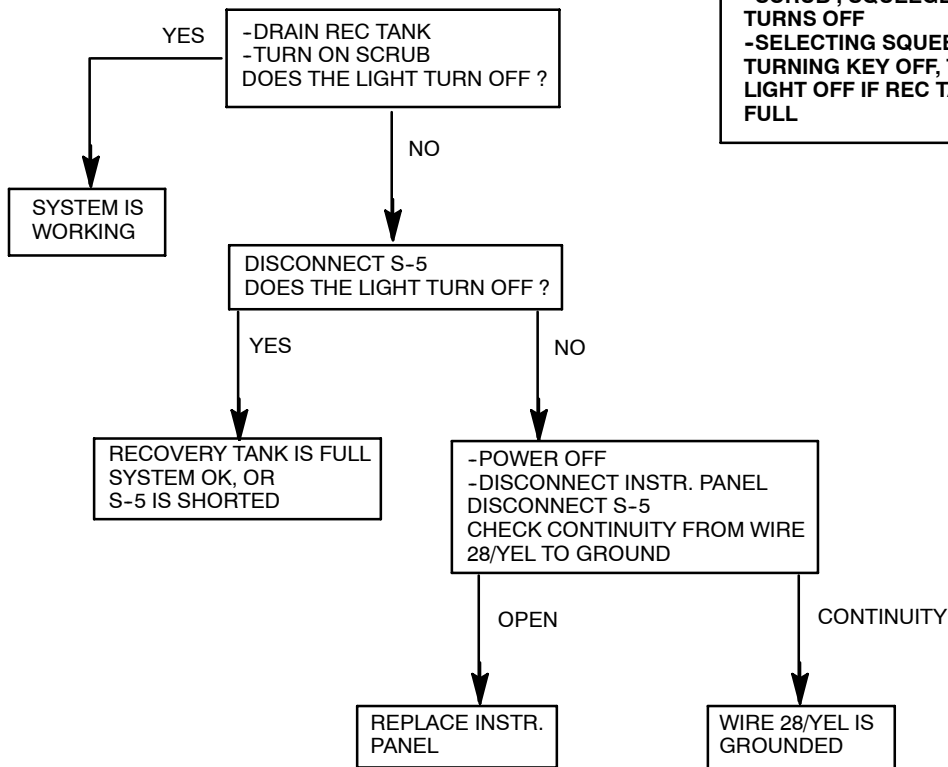 YES
-DRAIN REC TANK
-TURN ON SCRUB
DOES THE LIGHT TURN OFF ?
TURNS OFF
-SELECTING SQUEE
TURNING KEY OFF, T
LIGHT OFF IF REC TA
FULL
NO
SYSTEM IS
WORKING
DISCONNECT S-5
DOES THE LIGHT TURN OFF ?
YES
NO
RECOVERY TANK IS FULL
SYSTEM OK, OR
S-5 IS SHORTED
-POWER OFF
-DISCONNECT INSTR. PANEL
DISCONNECT S-5
CHECK CONTINUITY FROM WIRE
28/YEL TO GROUND
OPEN
CONTINUITY
REPLACE INSTR.
PANEL
WIRE 28/YEL IS
GROUNDED